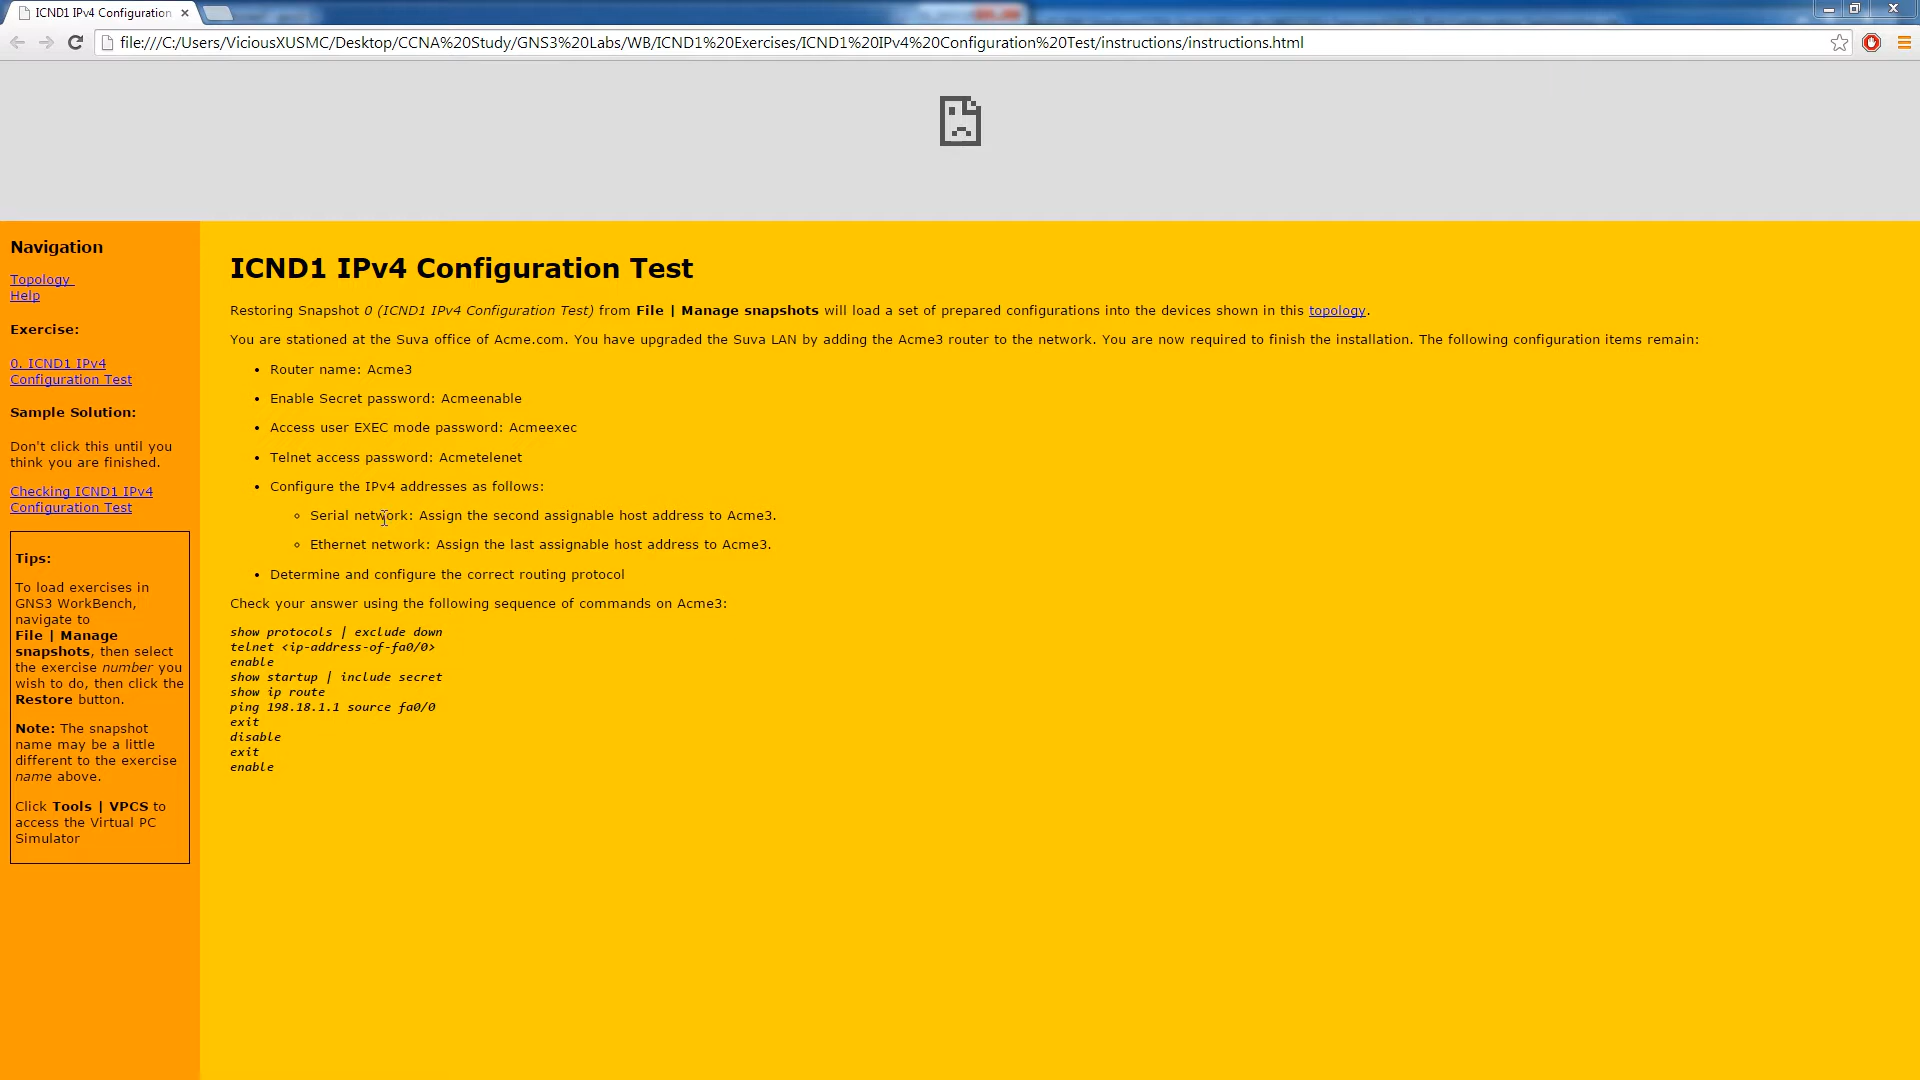 ICND1 IPv4 Configuration
file:///C:/Users/ViciousXUSMC/Desktop/CCNA%20Study/GNS3%20Labs/WB/ICND1%20Exercises/ICND1%20IPv4%20Configuration%20Test/instructions/instructions.html
Navigation
Topology
Help
Exercise:
0. ICND1 IPv4
Configuration Test
Sample Solution:
Don't click this until you
think you are finished.
Checking ICND1 IPv4
Configuration Test
Tips:
To load exercises in
GNS3 WorkBench,
navigate to
File | Manage
snapshots, then select
the exercise number you
wish to do, then click the
Restore button.
Note: The snapshot
name may be a little
different to the exercise
name above.
Click Tools | VPCS to
access the Virtual PC
Simulator
ICND1 IPv4 Configuration Test
Restoring Snapshot 0 (ICND1 IPv4 Configuration Test) from File | Manage snapshots will load a set of prepared configurations into the devices shown in this topology.
You are stationed at the Suva office of Acme.com. You have upgraded the Suva LAN by adding the Acme3 router to the network. You are now required to finish the installation. The following configuration items remain:
• Router name: Acme3
• Enable Secret password: Acmeenable
• Access user EXEC mode password: Acmeexec
• Telnet access password: Acmetelenet
• Configure the IPv4 addresses as follows:
◦ Serial network: Assign the second assignable host address to Acme3.
◦ Ethernet network: Assign the last assignable host address to Acme3.
• Determine and configure the correct routing protocol
Check your answer using the following sequence of commands on Acme3:
show protocols | exclude down
telnet <ip-address-of-fa0/0>
enable
show startup | include secret
show ip route
ping 198.18.1.1 source fa0/0
exit
disable
exit
enable